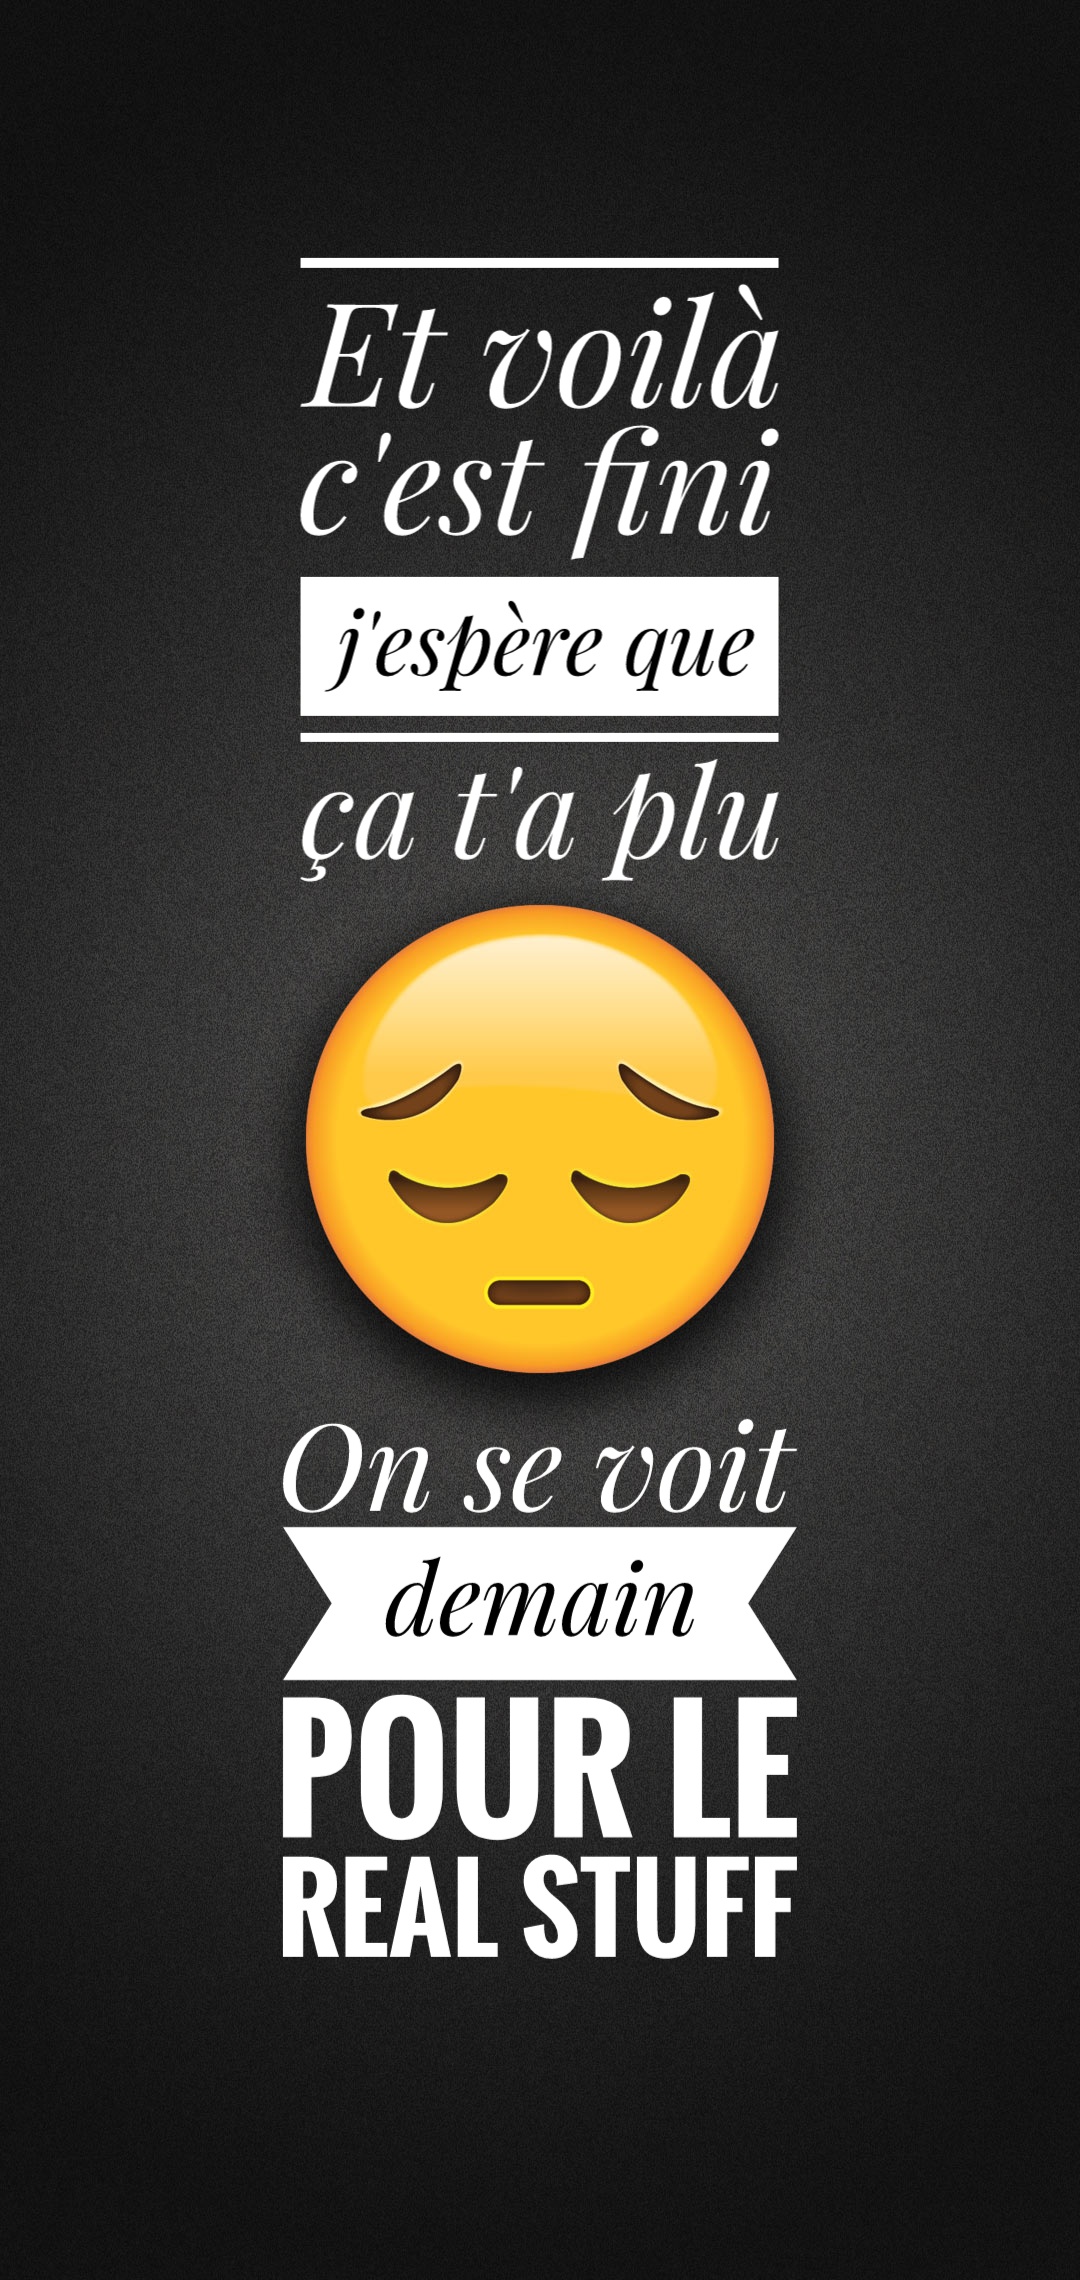 Et voilà
c'est fini
j'espère que
ça t'a plu
On se voit
demain
POUR LE
REAL STUFF